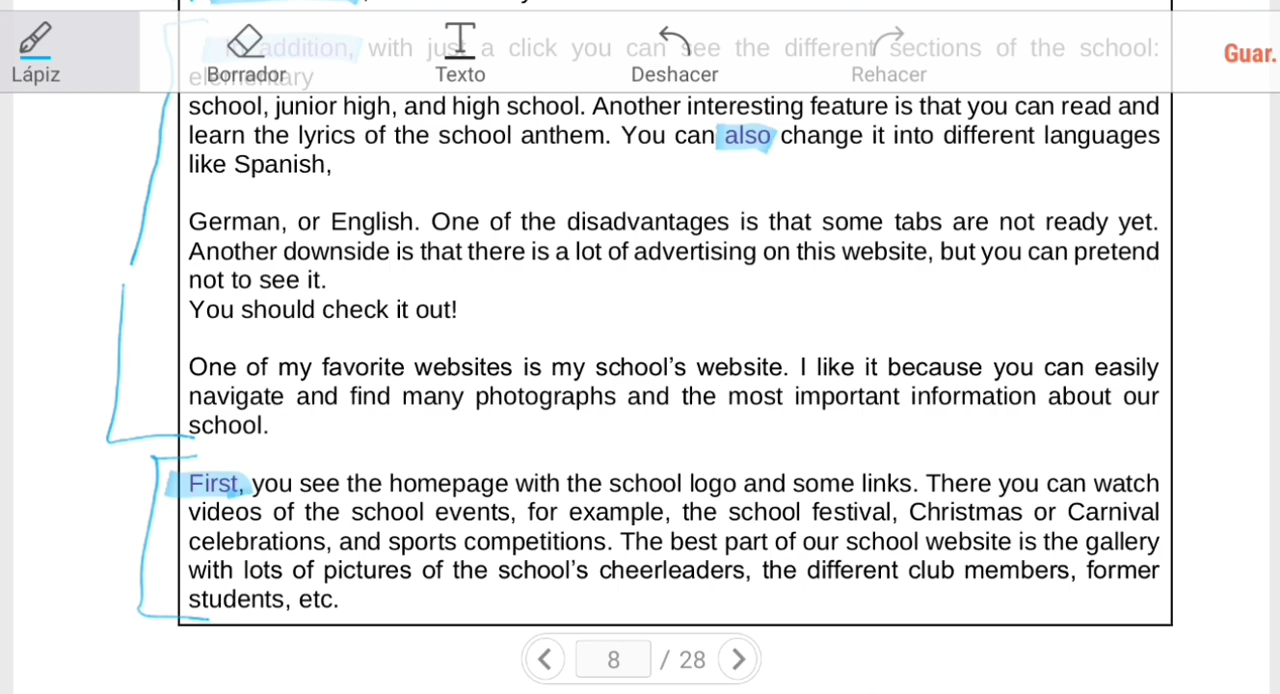 Lápiz
Borrador
Texto
Deshacer
Rehacer
Guar.
addition, with just a click you can see the different sections of the school:
elementary
school, junior high, and high school. Another interesting feature is that you can read and
learn the lyrics of the school anthem. You can also change it into different languages
like Spanish,
German, or English. One of the disadvantages is that some tabs are not ready yet.
Another downside is that there is a lot of advertising on this website, but you can pretend
not to see it.
You should check it out!
One of my favorite websites is my school’s website. I like it because you can easily
navigate and find many photographs and the most important information about our
school.
First, you see the homepage with the school logo and some links. There you can watch
videos of the school events, for example, the school festival, Christmas or Carnival
celebrations, and sports competitions. The best part of our school website is the gallery
with lots of pictures of the school’s cheerleaders, the different club members, former
students, etc.
8 / 28